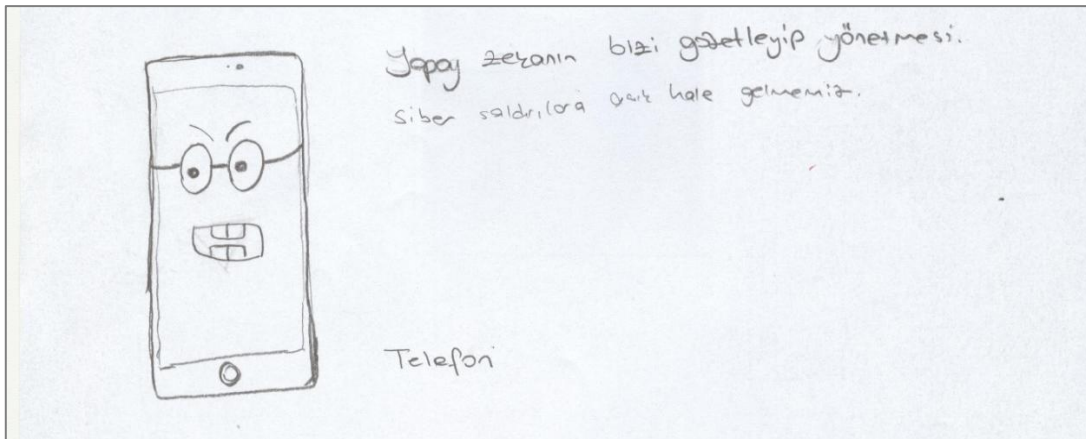 Yapay zekanın bizi gözetleyip yönetmesi.
Siber saldırılara açık hale gelmemiz.
Telefon